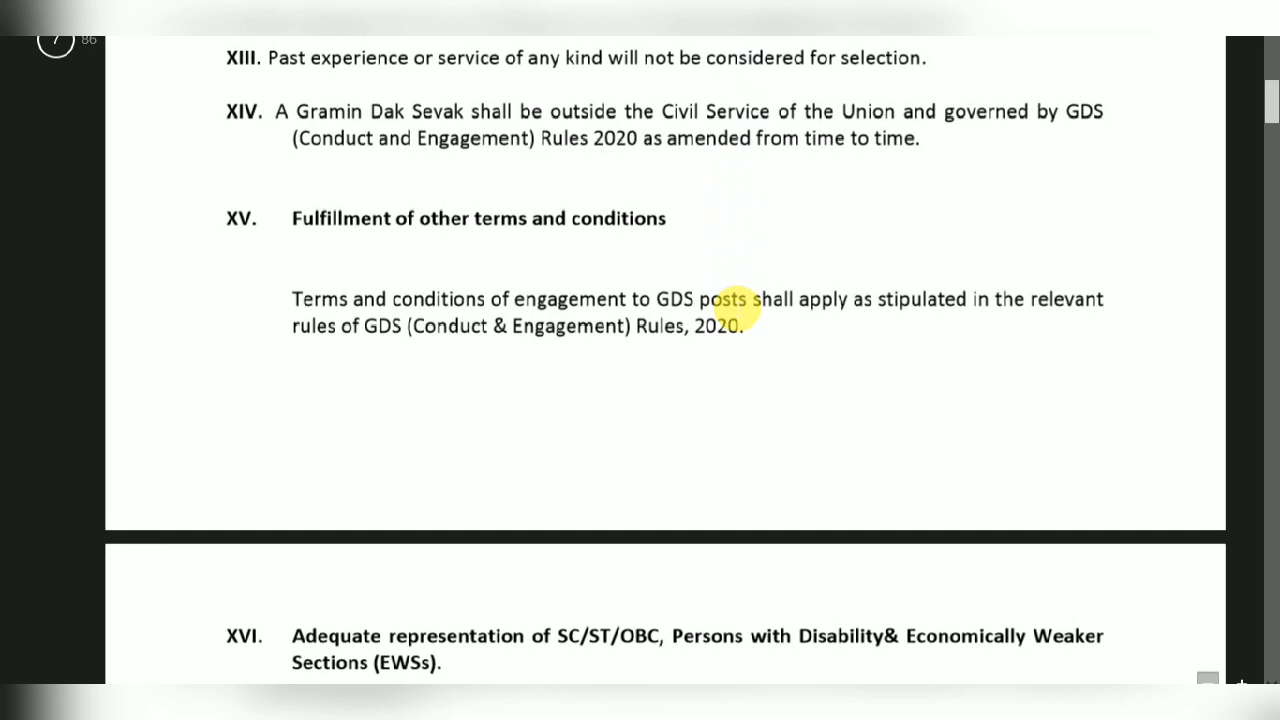 7 86
XIII. Past experience or service of any kind will not be considered for selection.
XIV. A Gramin Dak Sevak shall be outside the Civil Service of the Union and governed by GDS
(Conduct and Engagement) Rules 2020 as amended from time to time.
XV. Fulfillment of other terms and conditions
Terms and conditions of engagement to GDS posts shall apply as stipulated in the relevant
rules of GDS (Conduct & Engagement) Rules, 2020.
XVI. Adequate representation of SC/ST/OBC, Persons with Disability& Economically Weaker
Sections (EWSs).